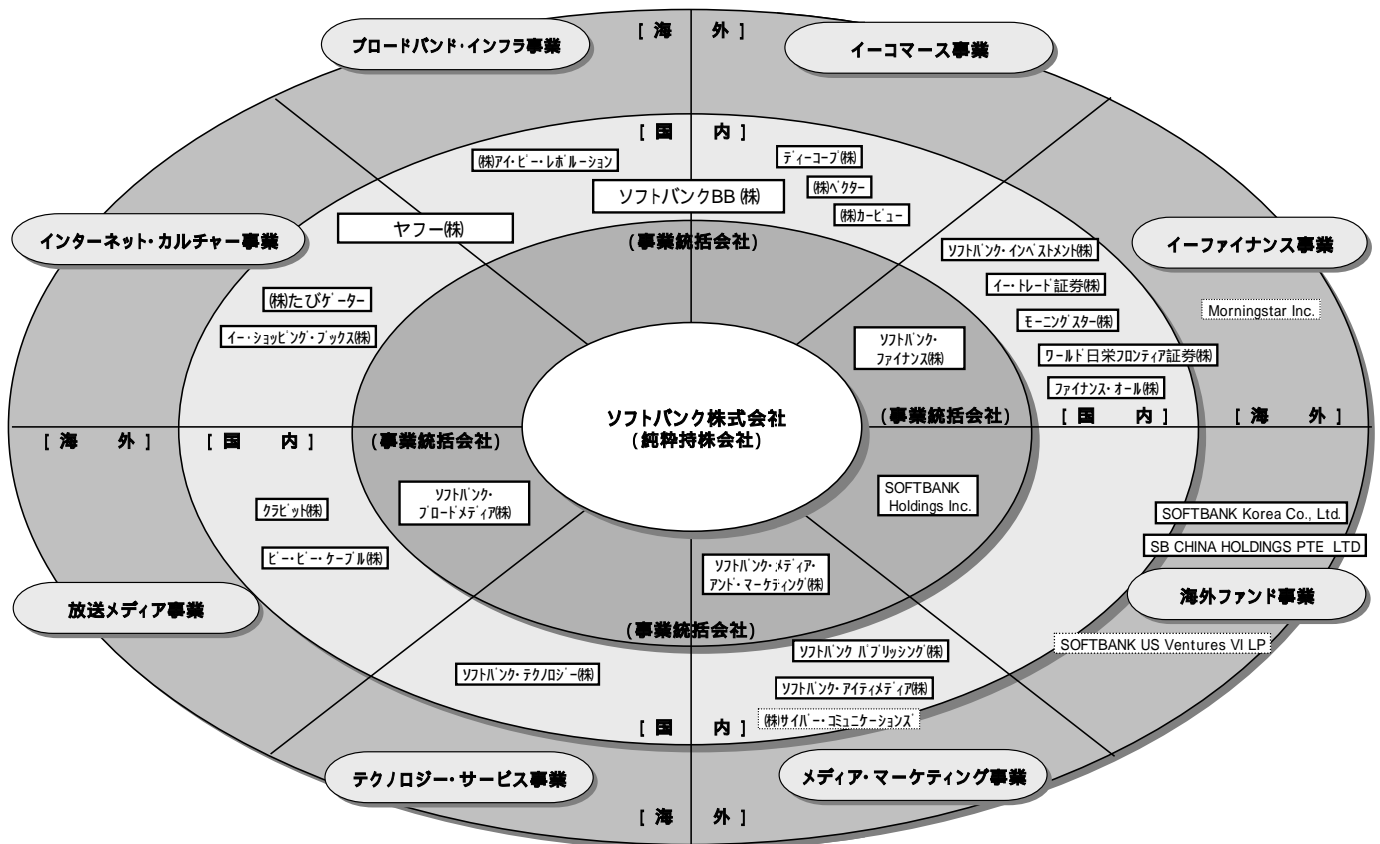 [ 海 外 ]
ブロードバンド・インフラ事業
イーコマース事業
[ 国 内 ]
(株)アイ・ピー・レボルーション
ディーコープ(株)
ソフトバンクBB (株)
(株)ベクター
(株)カービュー
ヤフー(株)
(事業統括会社)
インターネット・カルチャー事業
イーファイナンス事業
ソフトバンク・インベストメント(株)
(株)たびゲーター
イー・トレード証券(株)
Morningstar Inc.
イー・ショッピング・ブックス(株)
モーニングスター(株)
ソフトバンク・
ファイナンス(株)
ワールド日栄フロンティア証券(株)
ファイナンス・オール(株)
ソフトバンク株式会社
(純粋持株会社)
[ 海 外 ]
[ 国 内 ]
(事業統括会社)
(事業統括会社)
[ 国 内 ]
[ 海 外 ]
ソフトバンク・
ブロードメディア(株)
SOFTBANK
Holdings Inc.
クラビット(株)
SOFTBANK Korea Co., Ltd.
ビー・ビー・ケーブル(株)
SB CHINA HOLDINGS PTE LTD
ソフトバンク・メディア・
アンド・マーケティング(株)
放送メディア事業
海外ファンド事業
(事業統括会社)
SOFTBANK US Ventures VI LP
ソフトバンク パブリッシング(株)
ソフトバンク・テクノロジー(株)
ソフトバンク・アイティメディア(株)
(株)サイバー・コミュニケーションズ
[ 国 内 ]
テクノロジー・サービス事業
メディア・マーケティング事業
[ 海 外 ]